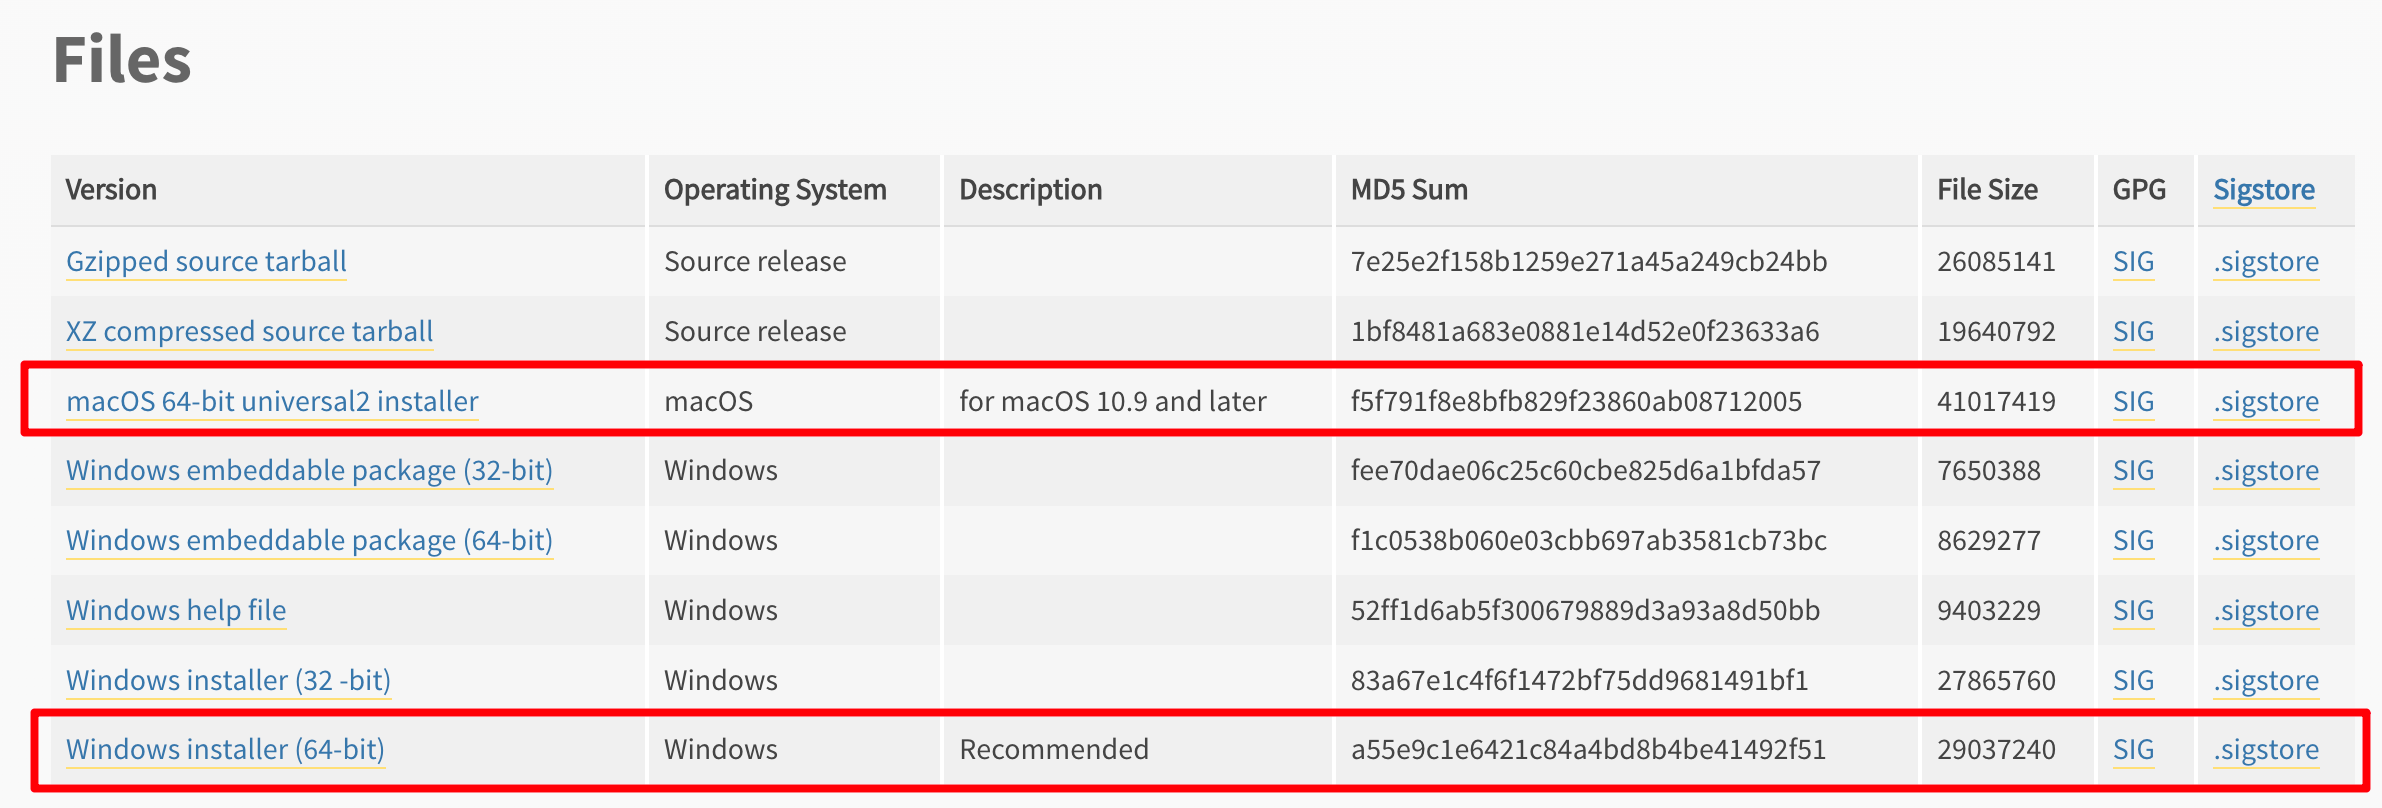 Files
Version Operating System Description MD5 Sum File Size GPG Sigstore
Gzipped source tarball Source release 7e25e2f158b1259e271a45a249cb24bb 26085141 SIG .sigstore
XZ compressed source tarball Source release 1bf8481a683e0881e14d52e0f23633a6 19640792 SIG .sigstore
macOS 64-bit universal2 installer macOS for macOS 10.9 and later f5f791f8e8bfb829f23860ab08712005 41017419 SIG .sigstore
Windows embeddable package (32-bit) Windows fee70dae06c25c60cbe825d6a1bfda57 7650388 SIG .sigstore
Windows embeddable package (64-bit) Windows f1c0538b060e03cbb697ab3581cb73bc 8629277 SIG .sigstore
Windows help file Windows 52ff1d6ab5f300679889d3a93a8d50bb 9403229 SIG .sigstore
Windows installer (32 -bit) Windows 83a67e1c4f6f1472bf75dd9681491bf1 27865760 SIG .sigstore
Windows installer (64-bit) Windows Recommended a55e9c1e6421c84a4bd8b4be41492f51 29037240 SIG .sigstore